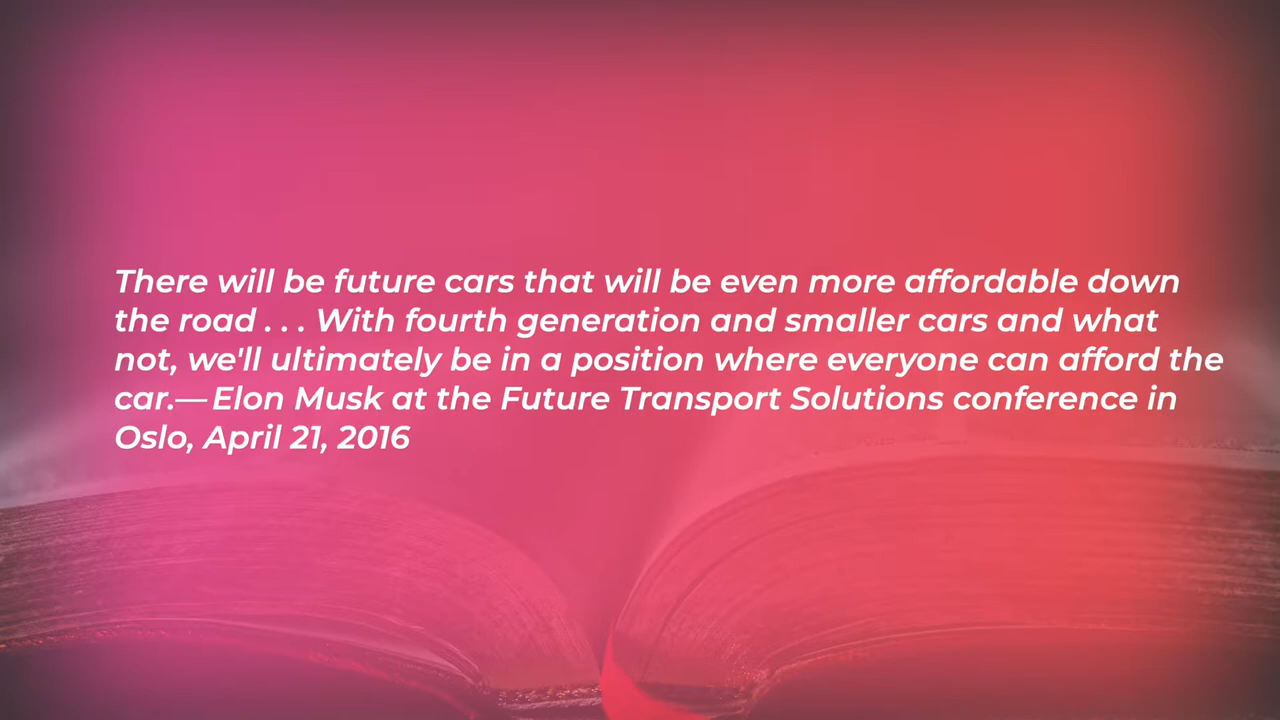 There will be future cars that will be even more affordable down
the road . . . With fourth generation and smaller cars and what
not, we'll ultimately be in a position where everyone can afford the
car.— Elon Musk at the Future Transport Solutions conference in
Oslo, April 21, 2016